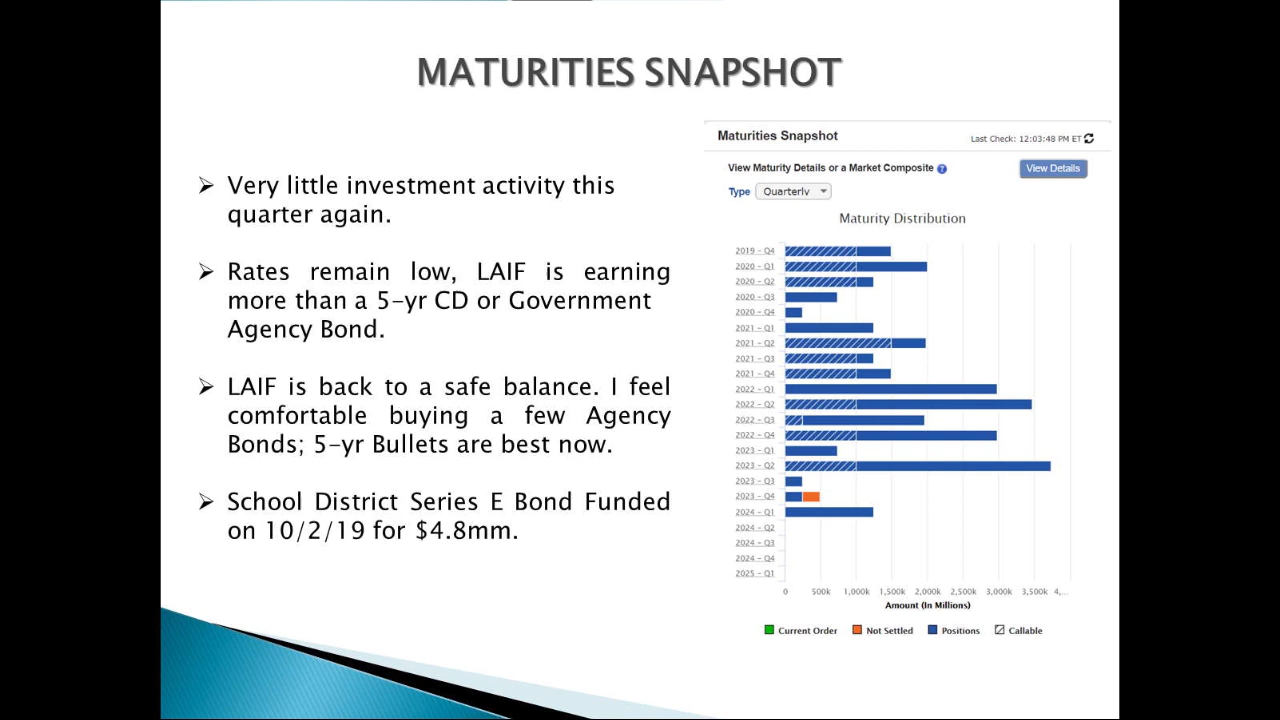 MATURITIES SNAPSHOT
➢ Very little investment activity this
quarter again.
➢ Rates remain low, LAIF is earning
more than a 5-yr CD or Government
Agency Bond.
➢ LAIF is back to a safe balance. I feel
comfortable buying a few Agency
Bonds; 5-yr Bullets are best now.
➢ School District Series E Bond Funded
on 10/2/19 for $4.8mm.
Maturities Snapshot
Last Check: 12:03:48 PM ET
View Maturity Details or a Market Composite ?
View Details
Type Quarterly
Maturity Distribution
2019 - Q4
2020 - Q1
2020 - Q2
2020 - Q3
2020 - Q4
2021 - Q1
2021 - Q2
2021 - Q3
2021 - Q4
2022 - Q1
2022 - Q2
2022 - Q3
2022 - Q4
2023 - Q1
2023 - Q2
2023 - Q3
2023 - Q4
2024 - Q1
2024 - Q2
2024 - Q3
2024 - Q4
2025 - Q1
0 500k 1,000k 1,500k 2,000k 2,500k 3,000k 3,500k 4,...
Amount (In Millions)
Current Order Not Settled Positions Callable